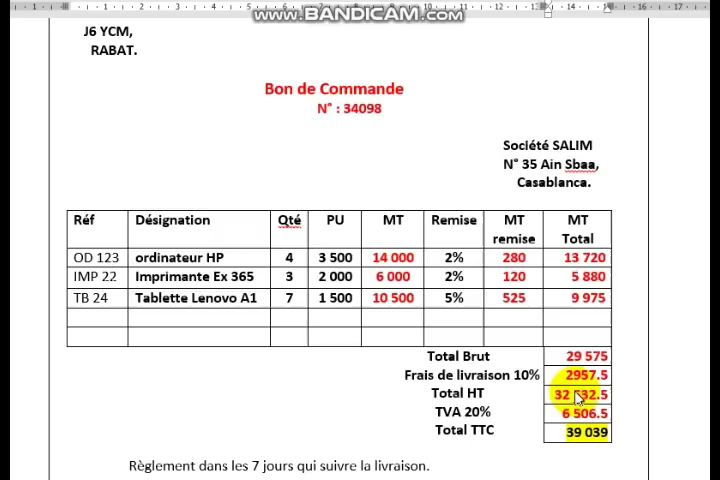 WWW.BANDICAM.COM
J6 YCM,
RABAT.
Bon de Commande
N° : 34098
Société SALIM
N° 35 Ain Sbaa,
Casablanca.
Réf Désignation Qté PU MT Remise MT remise MT Total
OD 123 ordinateur HP 4 3 500 14 000 2% 280 13 720
IMP 22 Imprimante Ex 365 3 2 000 6 000 2% 120 5 880
TB 24 Tablette Lenovo A1 7 1 500 10 500 5% 525 9 975
Total Brut 29 575
Frais de livraison 10% 2957.5
Total HT 32 532.5
TVA 20% 6 506.5
Total TTC 39 039
Règlement dans les 7 jours qui suivre la livraison.